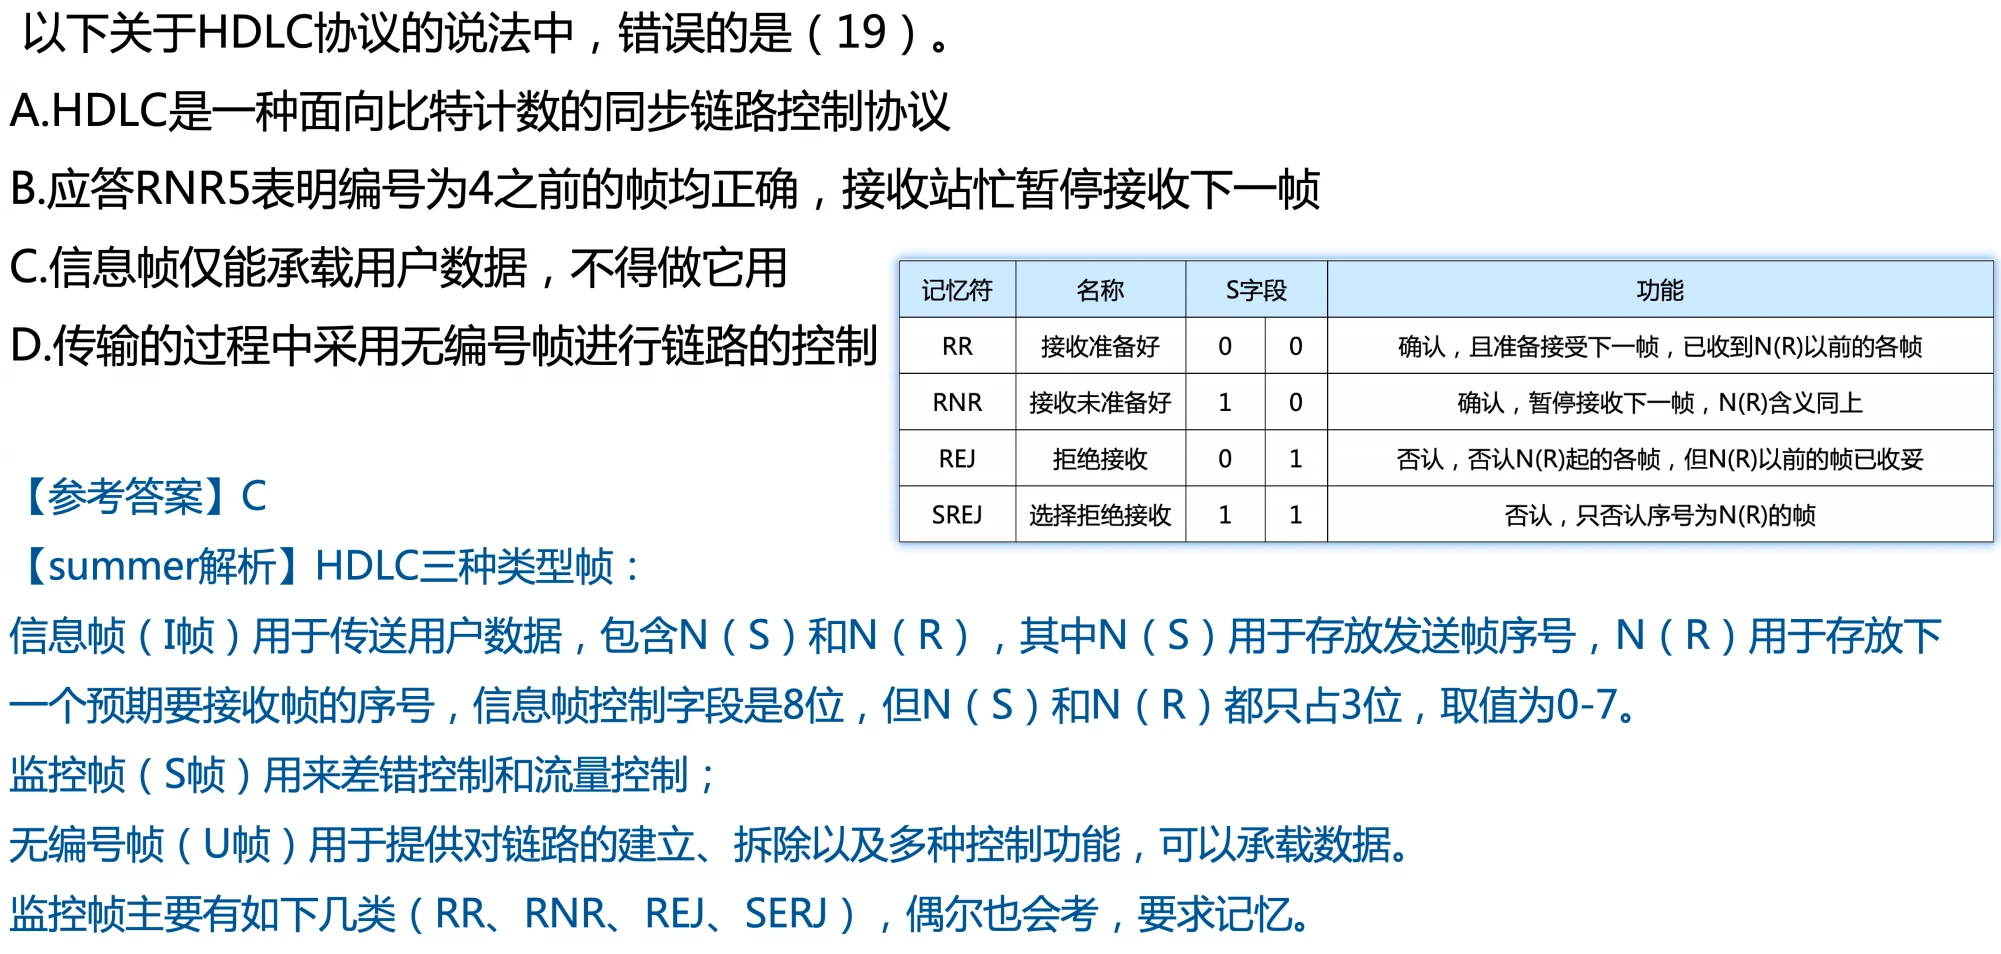 以下关于HDLC协议的说法中，错误的是（19）。
A.HDLC是一种面向比特计数的同步链路控制协议
B.应答RNR5表明编号为4之前的帧均正确，接收站忙暂停接收下一帧
C.信息帧仅能承载用户数据，不得做它用
D.传输的过程中采用无编号帧进行链路的控制
记忆符 名称 S字段 功能
RR 接收准备好 0 0 确认，且准备接受下一帧，已收到N(R)以前的各帧
RNR 接收未准备好 1 0 确认，暂停接收下一帧，N(R)含义同上
REJ 拒绝接收 0 1 否认，否认N(R)起的各帧，但N(R)以前的帧已收妥
SREJ 选择拒绝接收 1 1 否认，只否认序号为N(R)的帧
【参考答案】C
【summer解析】HDLC三种类型帧：
信息帧（I帧）用于传送用户数据，包含N（S）和N（R），其中N（S）用于存放发送帧序号，N（R）用于存放下
一个预期要接收帧的序号，信息帧控制字段是8位，但N（S）和N（R）都只占3位，取值为0-7。
监控帧（S帧）用来差错控制和流量控制；
无编号帧（U帧）用于提供对链路的建立、拆除以及多种控制功能，可以承载数据。
监控帧主要有如下几类（RR、RNR、REJ、SERJ），偶尔也会考，要求记忆。